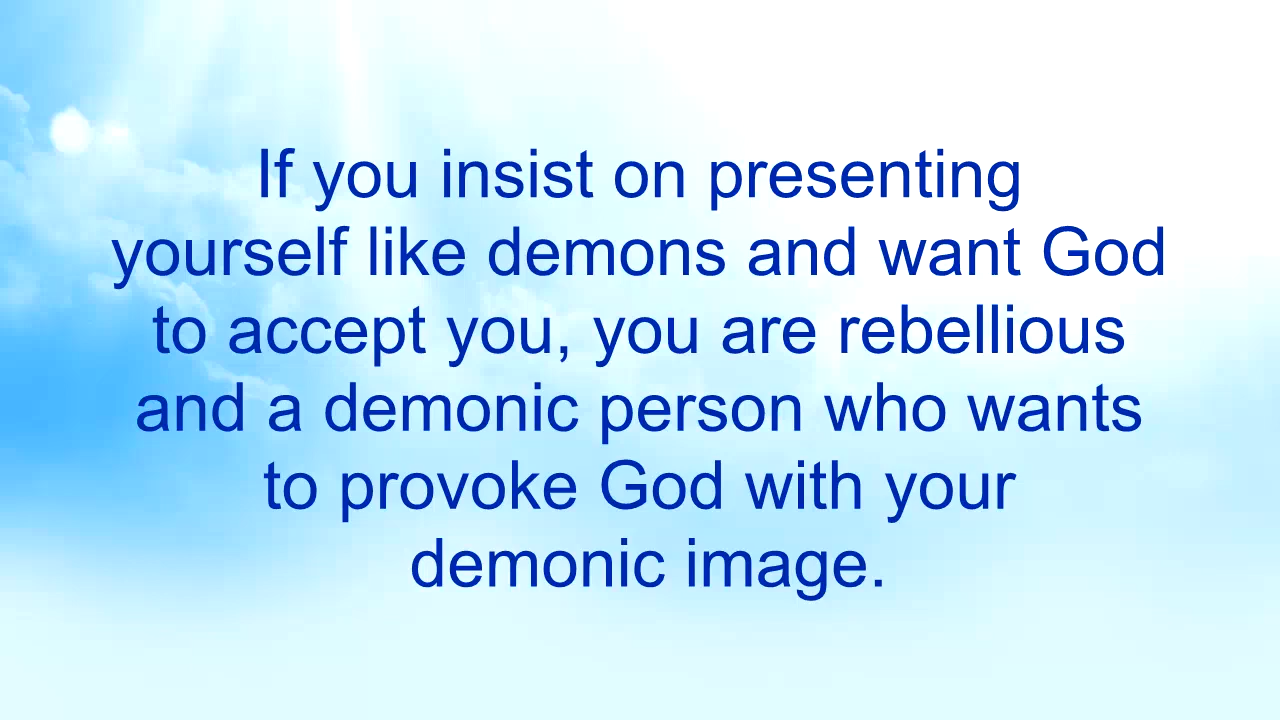 If you insist on presenting
yourself like demons and want God
to accept you, you are rebellious
and a demonic person who wants
to provoke God with your
demonic image.